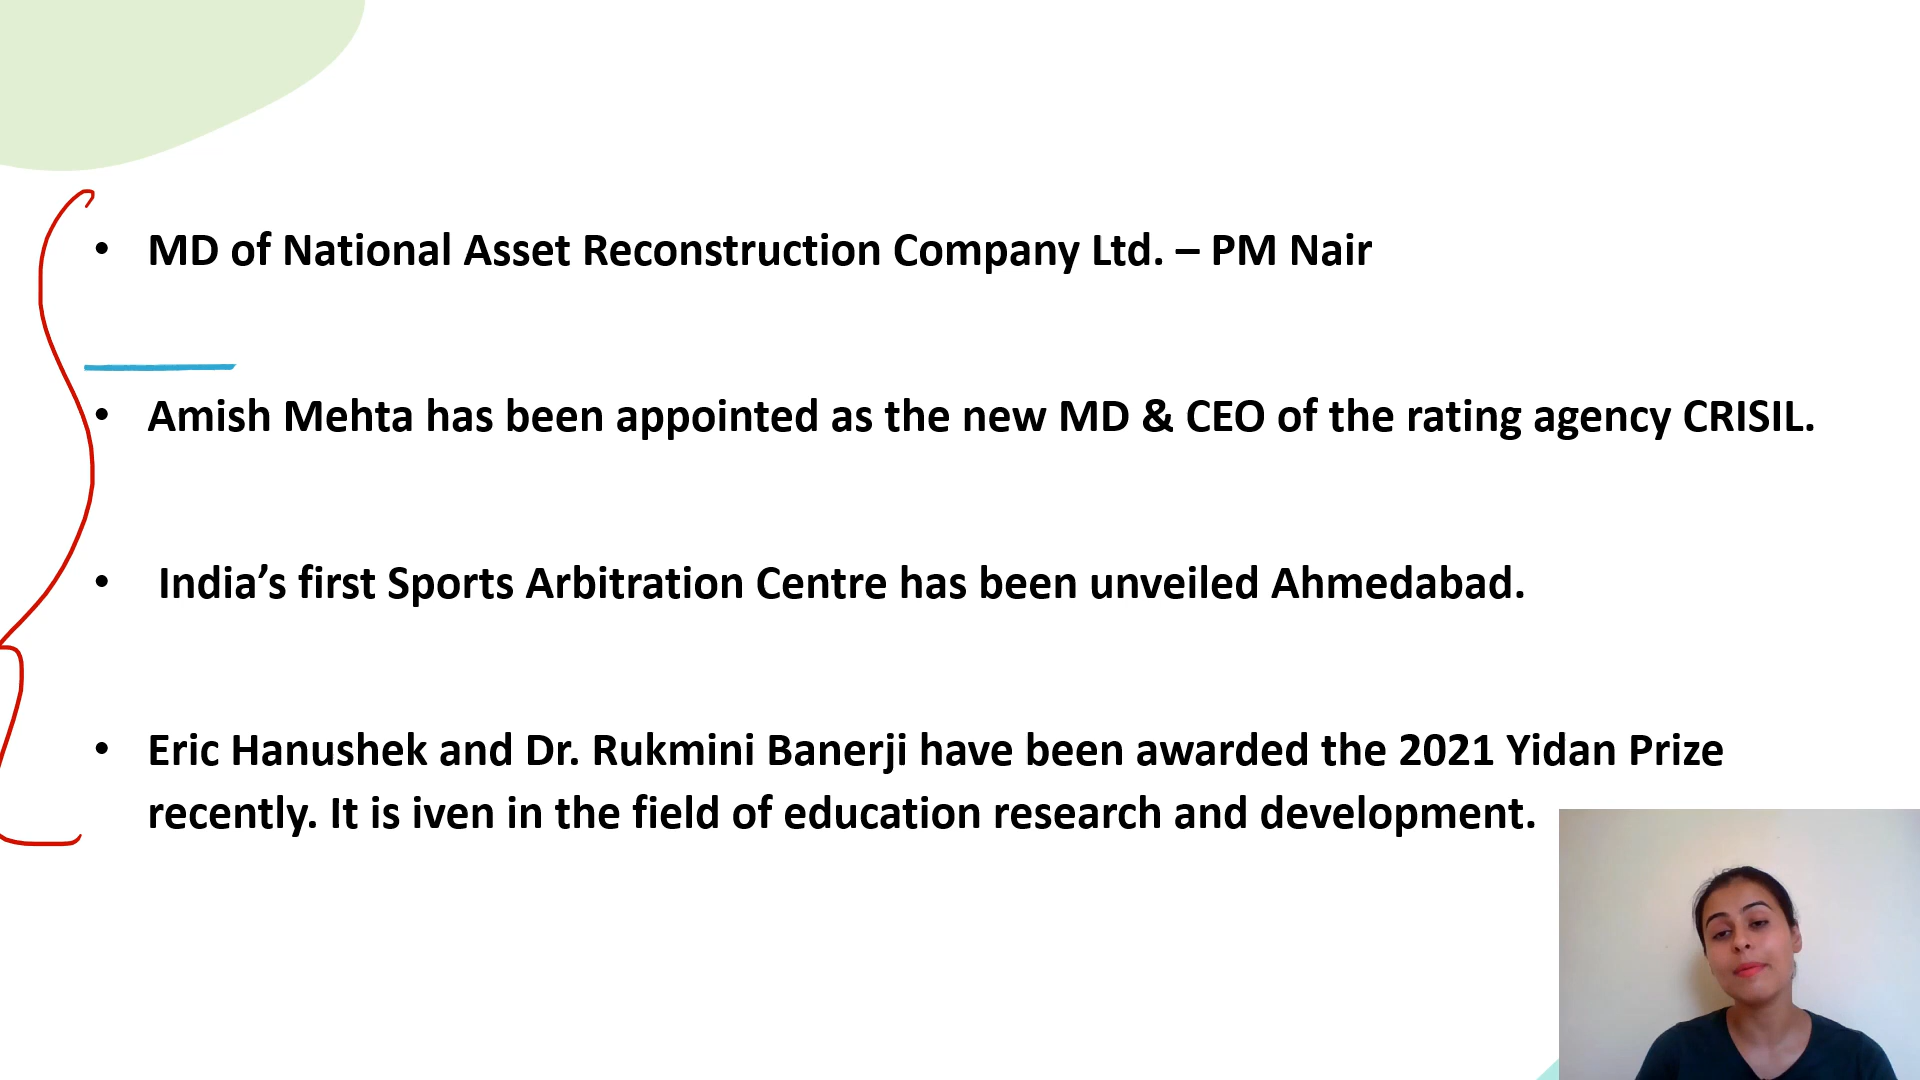 • MD of National Asset Reconstruction Company Ltd. – PM Nair
• Amish Mehta has been appointed as the new MD & CEO of the rating agency CRISIL.
• India’s first Sports Arbitration Centre has been unveiled Ahmedabad.
• Eric Hanushek and Dr. Rukmini Banerji have been awarded the 2021 Yidan Prize
recently. It is iven in the field of education research and development.